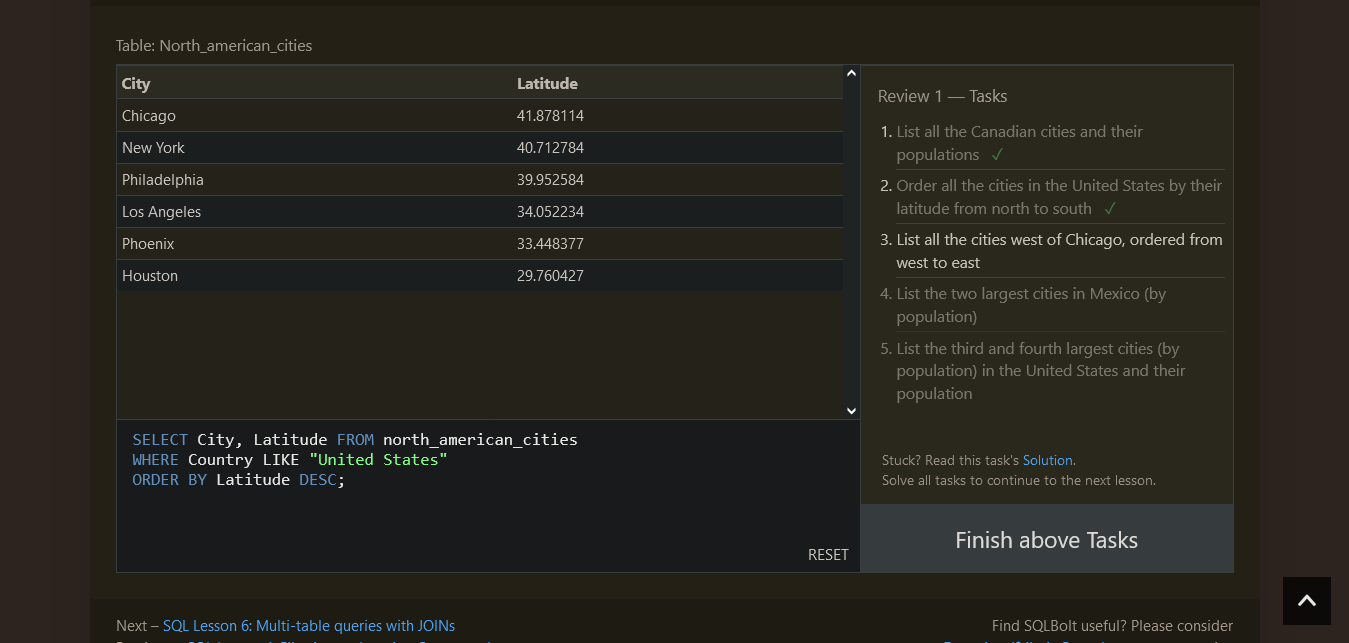 Table: North_american_cities
City Latitude
Chicago 41.878114
New York 40.712784
Philadelphia 39.952584
Los Angeles 34.052234
Phoenix 33.448377
Houston 29.760427
SELECT City, Latitude FROM north_american_cities
WHERE Country LIKE "United States"
ORDER BY Latitude DESC;
RESET
Review 1 — Tasks
1. List all the Canadian cities and their
populations ✓
2. Order all the cities in the United States by their
latitude from north to south ✓
3. List all the cities west of Chicago, ordered from
west to east
4. List the two largest cities in Mexico (by
population)
5. List the third and fourth largest cities (by
population) in the United States and their
population
Stuck? Read this task's Solution.
Solve all tasks to continue to the next lesson.
Finish above Tasks
Next – SQL Lesson 6: Multi-table queries with JOINs
Find SQLBolt useful? Please consider